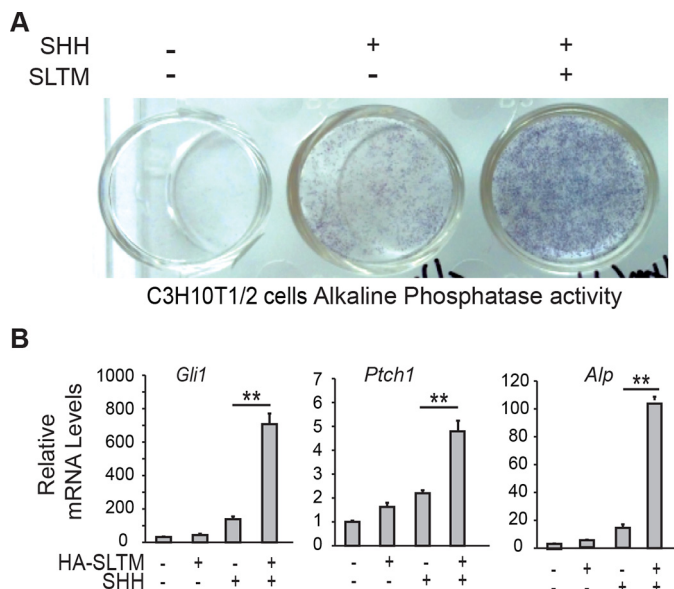 A
SHH - + +
SLTM - - +
C3H10T1/2 cells Alkaline Phosphatase activity
B
Relative
mRNA Levels
Gli1
**
1000
800
600
400
200
0
Ptch1
**
7
6
5
4
3
2
1
0
Alp
**
120
100
80
60
40
20
0
HA-SLTM - + - + - + - + - + - +
SHH - - + + - - + + - - + +